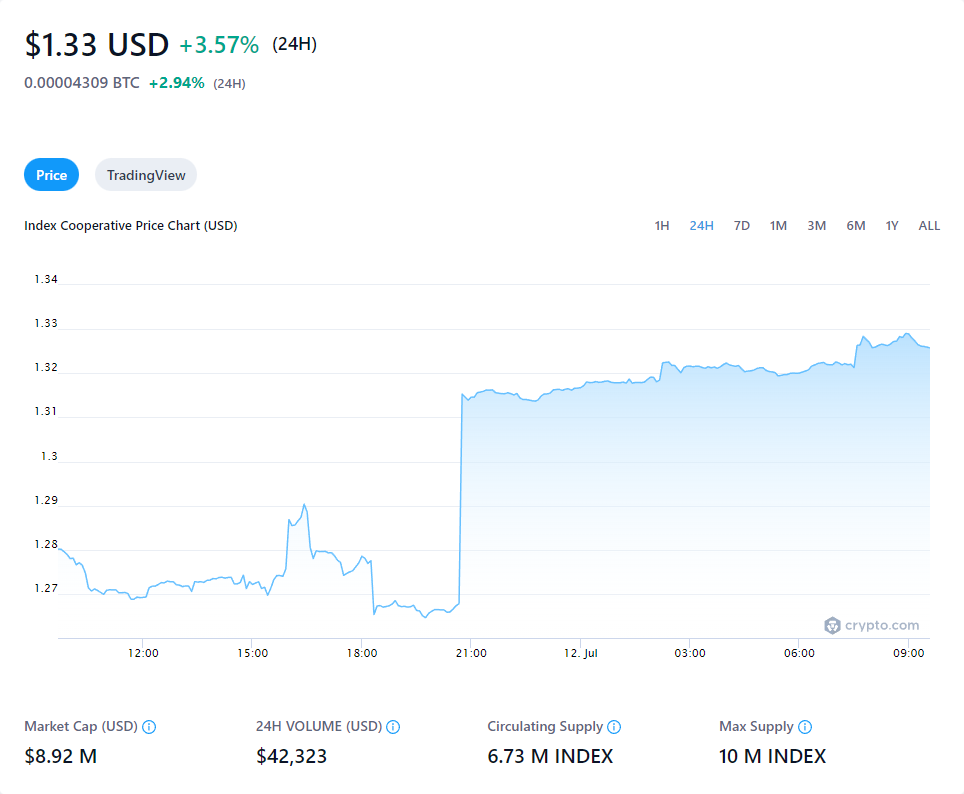 $1.33 USD +3.57% (24H)
0.00004309 BTC +2.94% (24H)
Price TradingView
Index Cooperative Price Chart (USD) 1H 24H 7D 1M 3M 6M 1Y ALL
1.34
1.33
1.32
1.31
1.3
1.29
1.28
1.27
crypto.com
12:00 15:00 18:00 21:00 12. Jul 03:00 06:00 09:00
Market Cap (USD) 24H VOLUME (USD) Circulating Supply Max Supply
$8.92 M $42,323 6.73 M INDEX 10 M INDEX